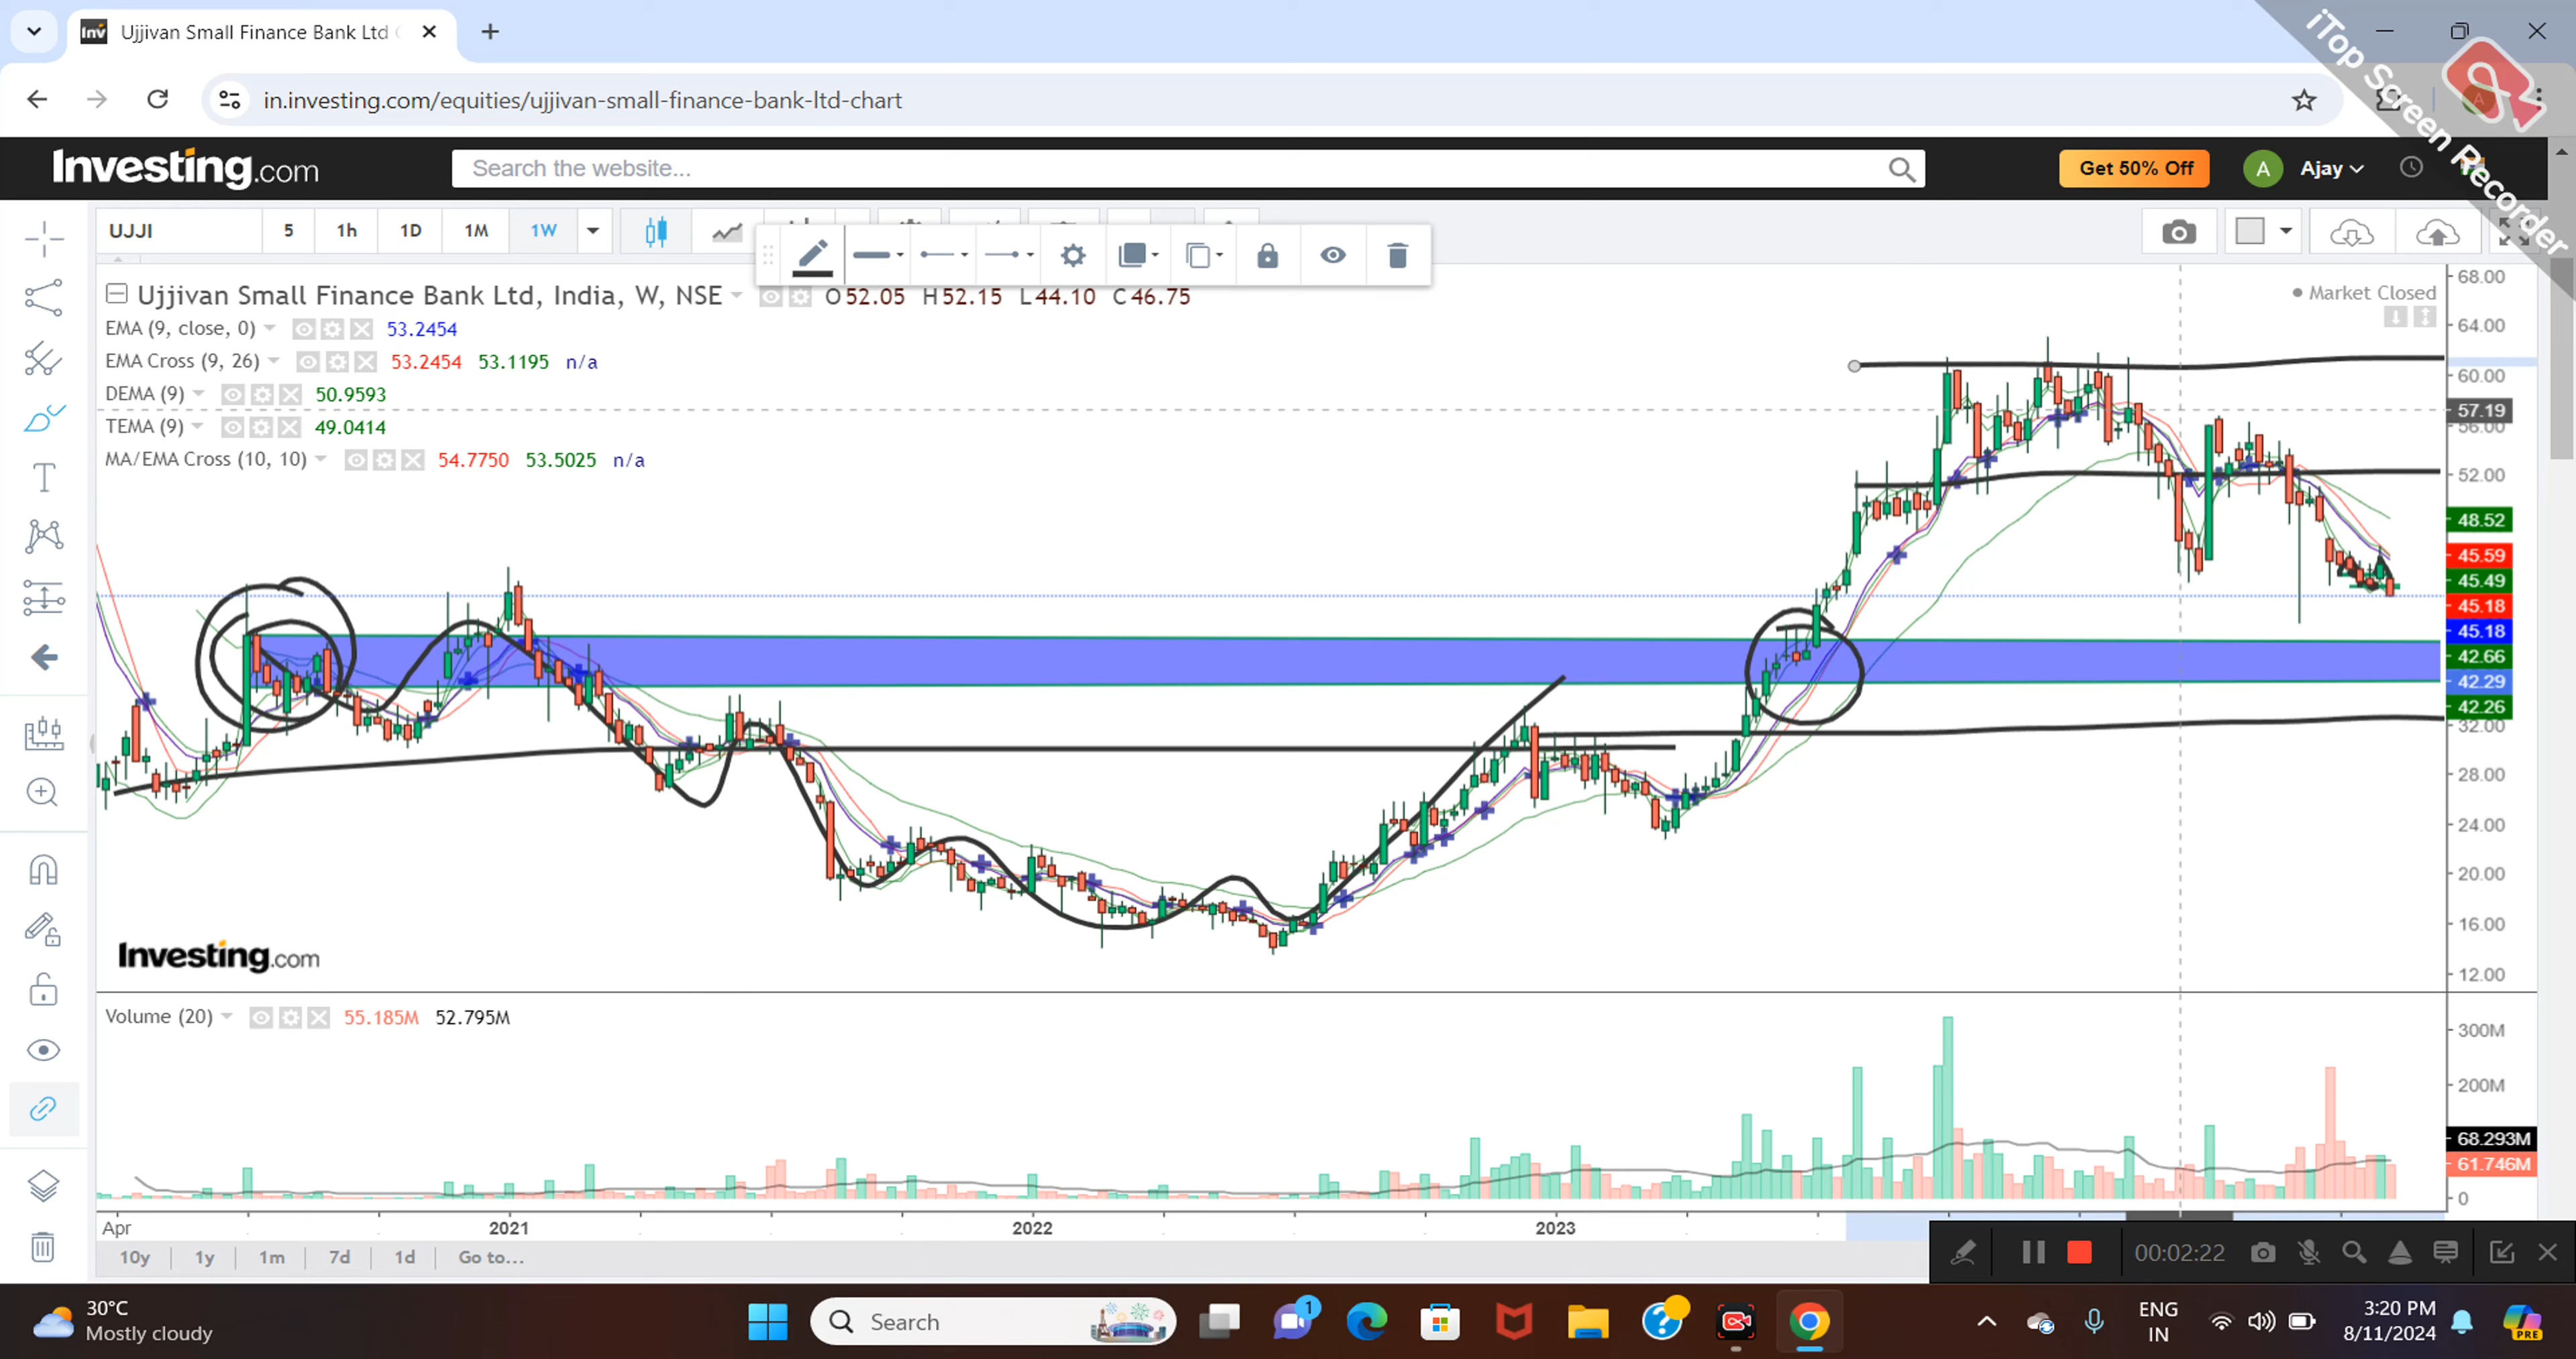 Ujjivan Small Finance Bank Ltd
in.investing.com/equities/ujjivan-small-finance-bank-ltd-chart
iTop Screen Recorder
Investing.com
Search the website...
Get 50% Off
A
Ajay
UJJI
5
1h
1D
1M
1W
Ujjivan Small Finance Bank Ltd, India, W, NSE
O 52.05 H 52.15 L 44.10 C 46.75
Market Closed
EMA (9, close, 0) 53.2454
EMA Cross (9, 26) 53.2454 53.1195 n/a
DEMA (9) 50.9593
TEMA (9) 49.0414
MA/EMA Cross (10, 10) 54.7750 53.5025 n/a
68.00
64.00
60.00
57.19
56.00
52.00
48.52
45.59
45.49
45.18
45.18
42.66
42.29
42.26
32.00
28.00
24.00
20.00
16.00
12.00
Investing.com
Volume (20) 55.185M 52.795M
300M
200M
68.293M
61.746M
0
Apr 2021 2022 2023
10y 1y 1m 7d 1d Go to...
00:02:22
30°C
Mostly cloudy
Search
1
ENG
IN
3:20 PM
8/11/2024
PRE